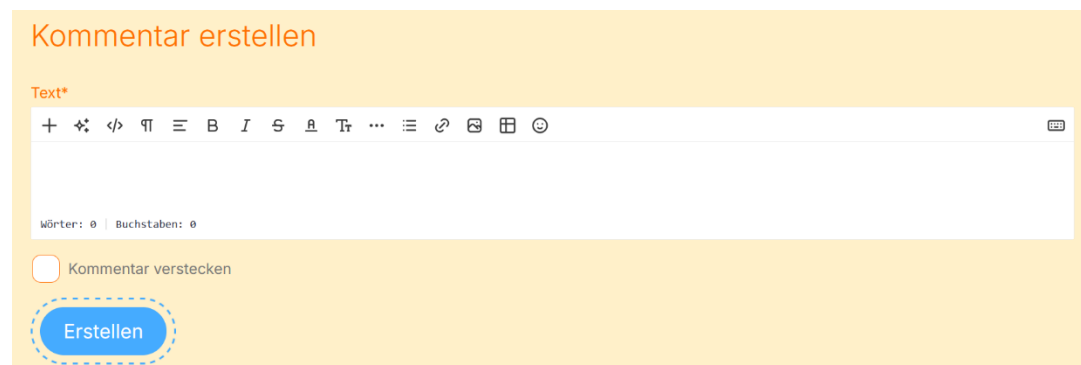 Kommentar erstellen
Text*
Wörter: 0 | Buchstaben: 0
Kommentar verstecken
Erstellen